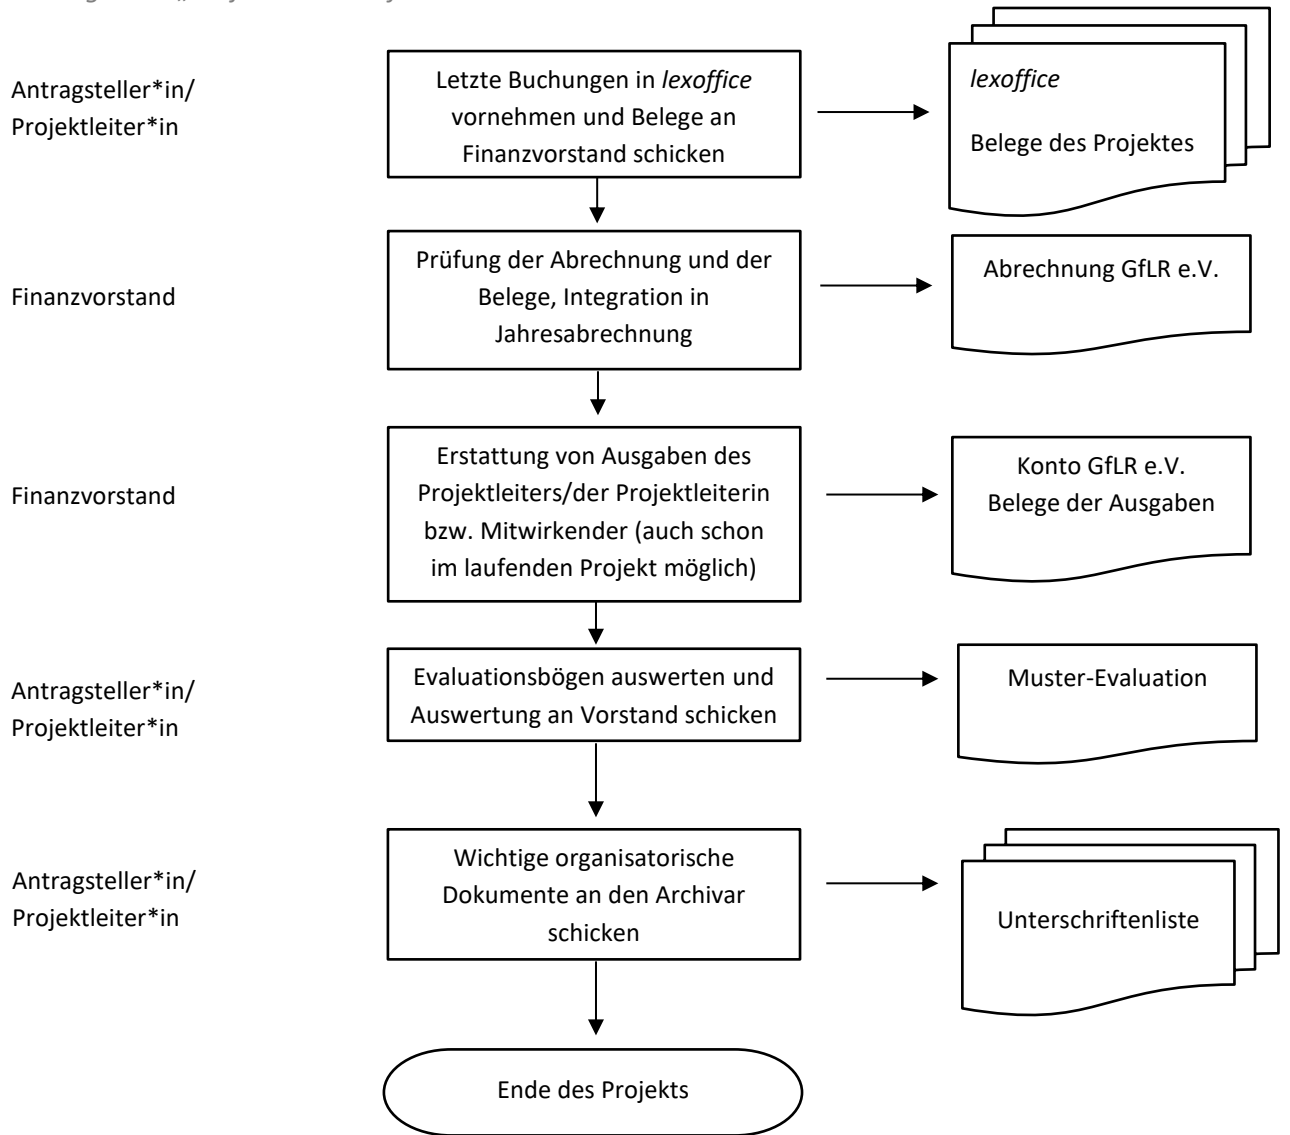 Antragsteller*in/
Projektleiter*in
Letzte Buchungen in lexoffice
vornehmen und Belege an
Finanzvorstand schicken
lexoffice
Belege des Projektes
Finanzvorstand
Prüfung der Abrechnung und der
Belege, Integration in
Jahresabrechnung
Abrechnung GfLR e.V.
Finanzvorstand
Erstattung von Ausgaben des
Projektleiters/der Projektleiterin
bzw. Mitwirkender (auch schon
im laufenden Projekt möglich)
Konto GfLR e.V.
Belege der Ausgaben
Antragsteller*in/
Projektleiter*in
Evaluationsbögen auswerten und
Auswertung an Vorstand schicken
Muster-Evaluation
Antragsteller*in/
Projektleiter*in
Wichtige organisatorische
Dokumente an den Archivar
schicken
Unterschriftenliste
Ende des Projekts